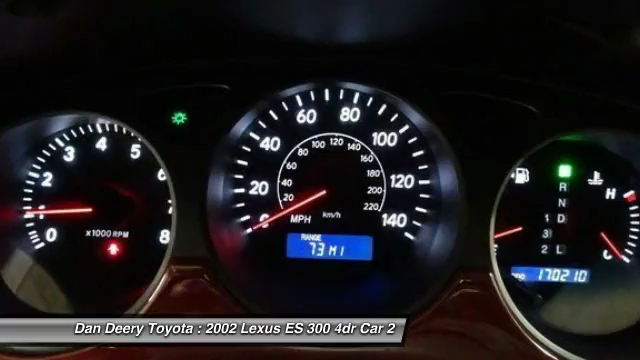 0 1 2 3 4 5 6 7 8
x1000 RPM
0 20 40 60 80 100 120 140
20 40 60 80 100 120 140 160 180 200 220
MPH
km/h
RANGE
73 MI
P
R
N
D
3
2
L
H
170210
Dan Deery Toyota : 2002 Lexus ES 300 4dr Car 2